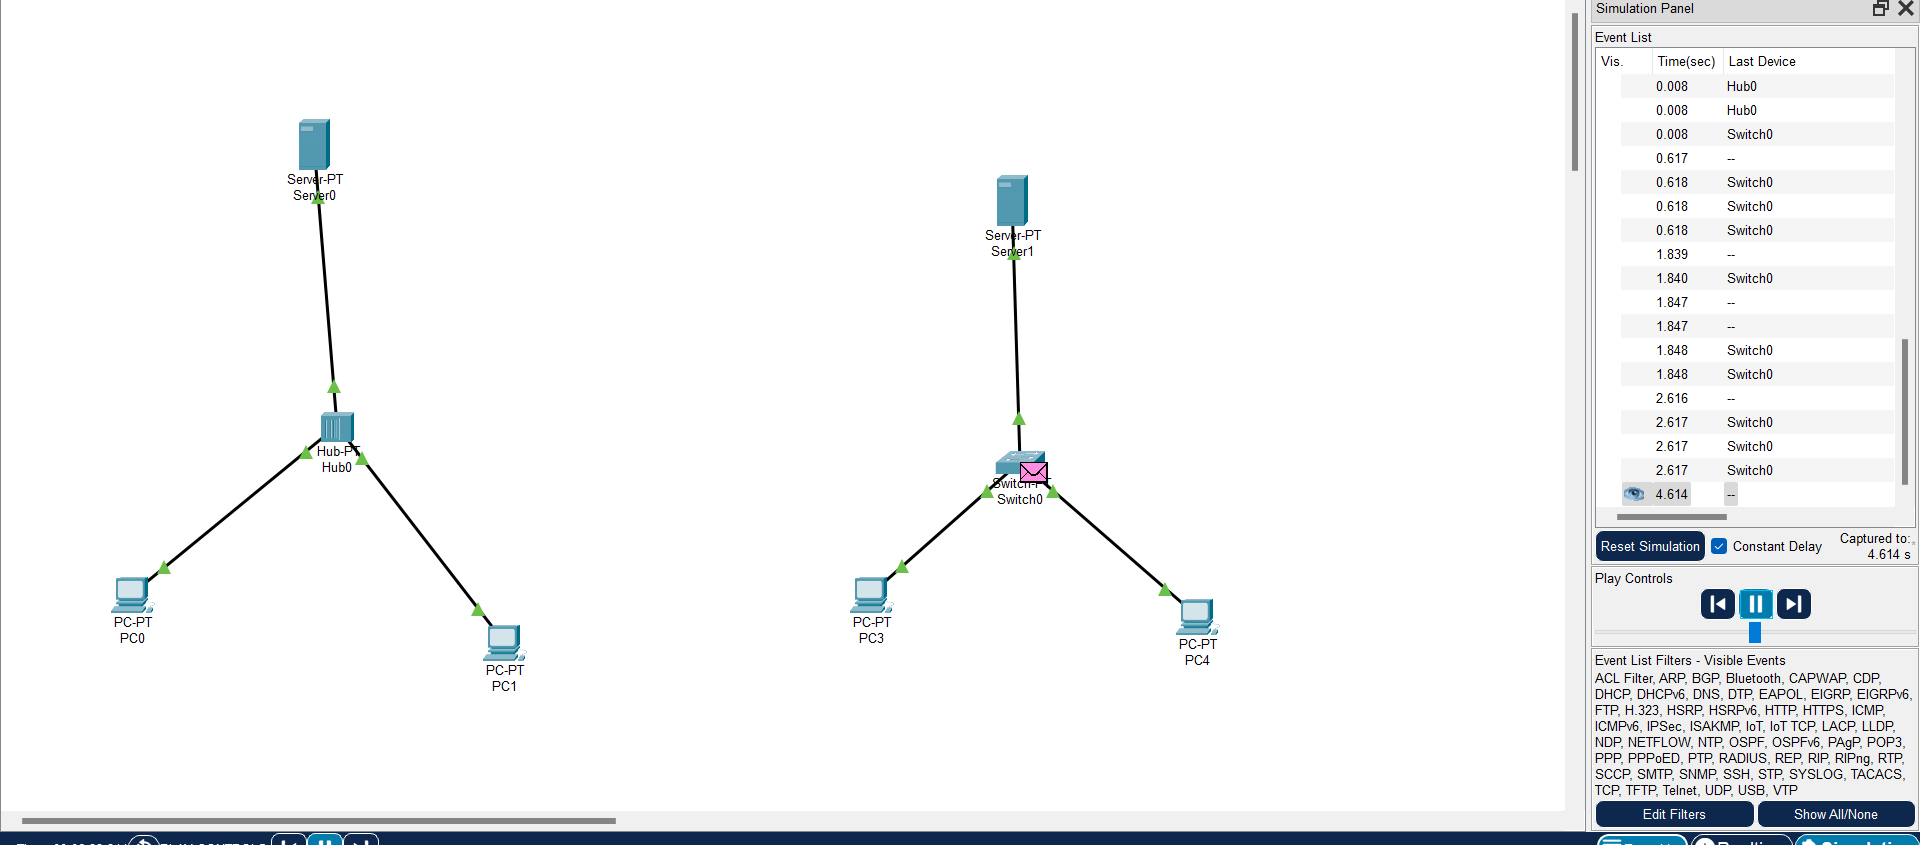 Server-PT
Server0
Hub-PT
Hub0
PC-PT
PC0
PC-PT
PC1
Server-PT
Server1
Switch-PT
Switch0
PC-PT
PC3
PC-PT
PC4
Simulation Panel
Event List
Vis. Time(sec) Last Device
0.008 Hub0
0.008 Hub0
0.008 Switch0
0.617 --
0.618 Switch0
0.618 Switch0
0.618 Switch0
1.839 --
1.840 Switch0
1.847 --
1.847 --
1.848 Switch0
1.848 Switch0
2.616 --
2.617 Switch0
2.617 Switch0
2.617 Switch0
4.614 --
Reset Simulation Constant Delay Captured to:
4.614 s
Play Controls
Event List Filters - Visible Events
ACL Filter, ARP, BGP, Bluetooth, CAPWAP, CDP,
DHCP, DHCPv6, DNS, DTP, EAPOL, EIGRP, EIGRPv6,
FTP, H.323, HSRP, HSRPv6, HTTP, HTTPS, ICMP,
ICMPv6, IPSec, ISAKMP, IoT, IoT TCP, LACP, LLDP,
NDP, NETFLOW, NTP, OSPF, OSPFv6, PAgP, POP3,
PPP, PPPoED, PTP, RADIUS, REP, RIP, RIPng, RTP,
SCCP, SMTP, SNMP, SSH, STP, SYSLOG, TACACS,
TCP, TFTP, Telnet, UDP, USB, VTP
Edit Filters Show All/None